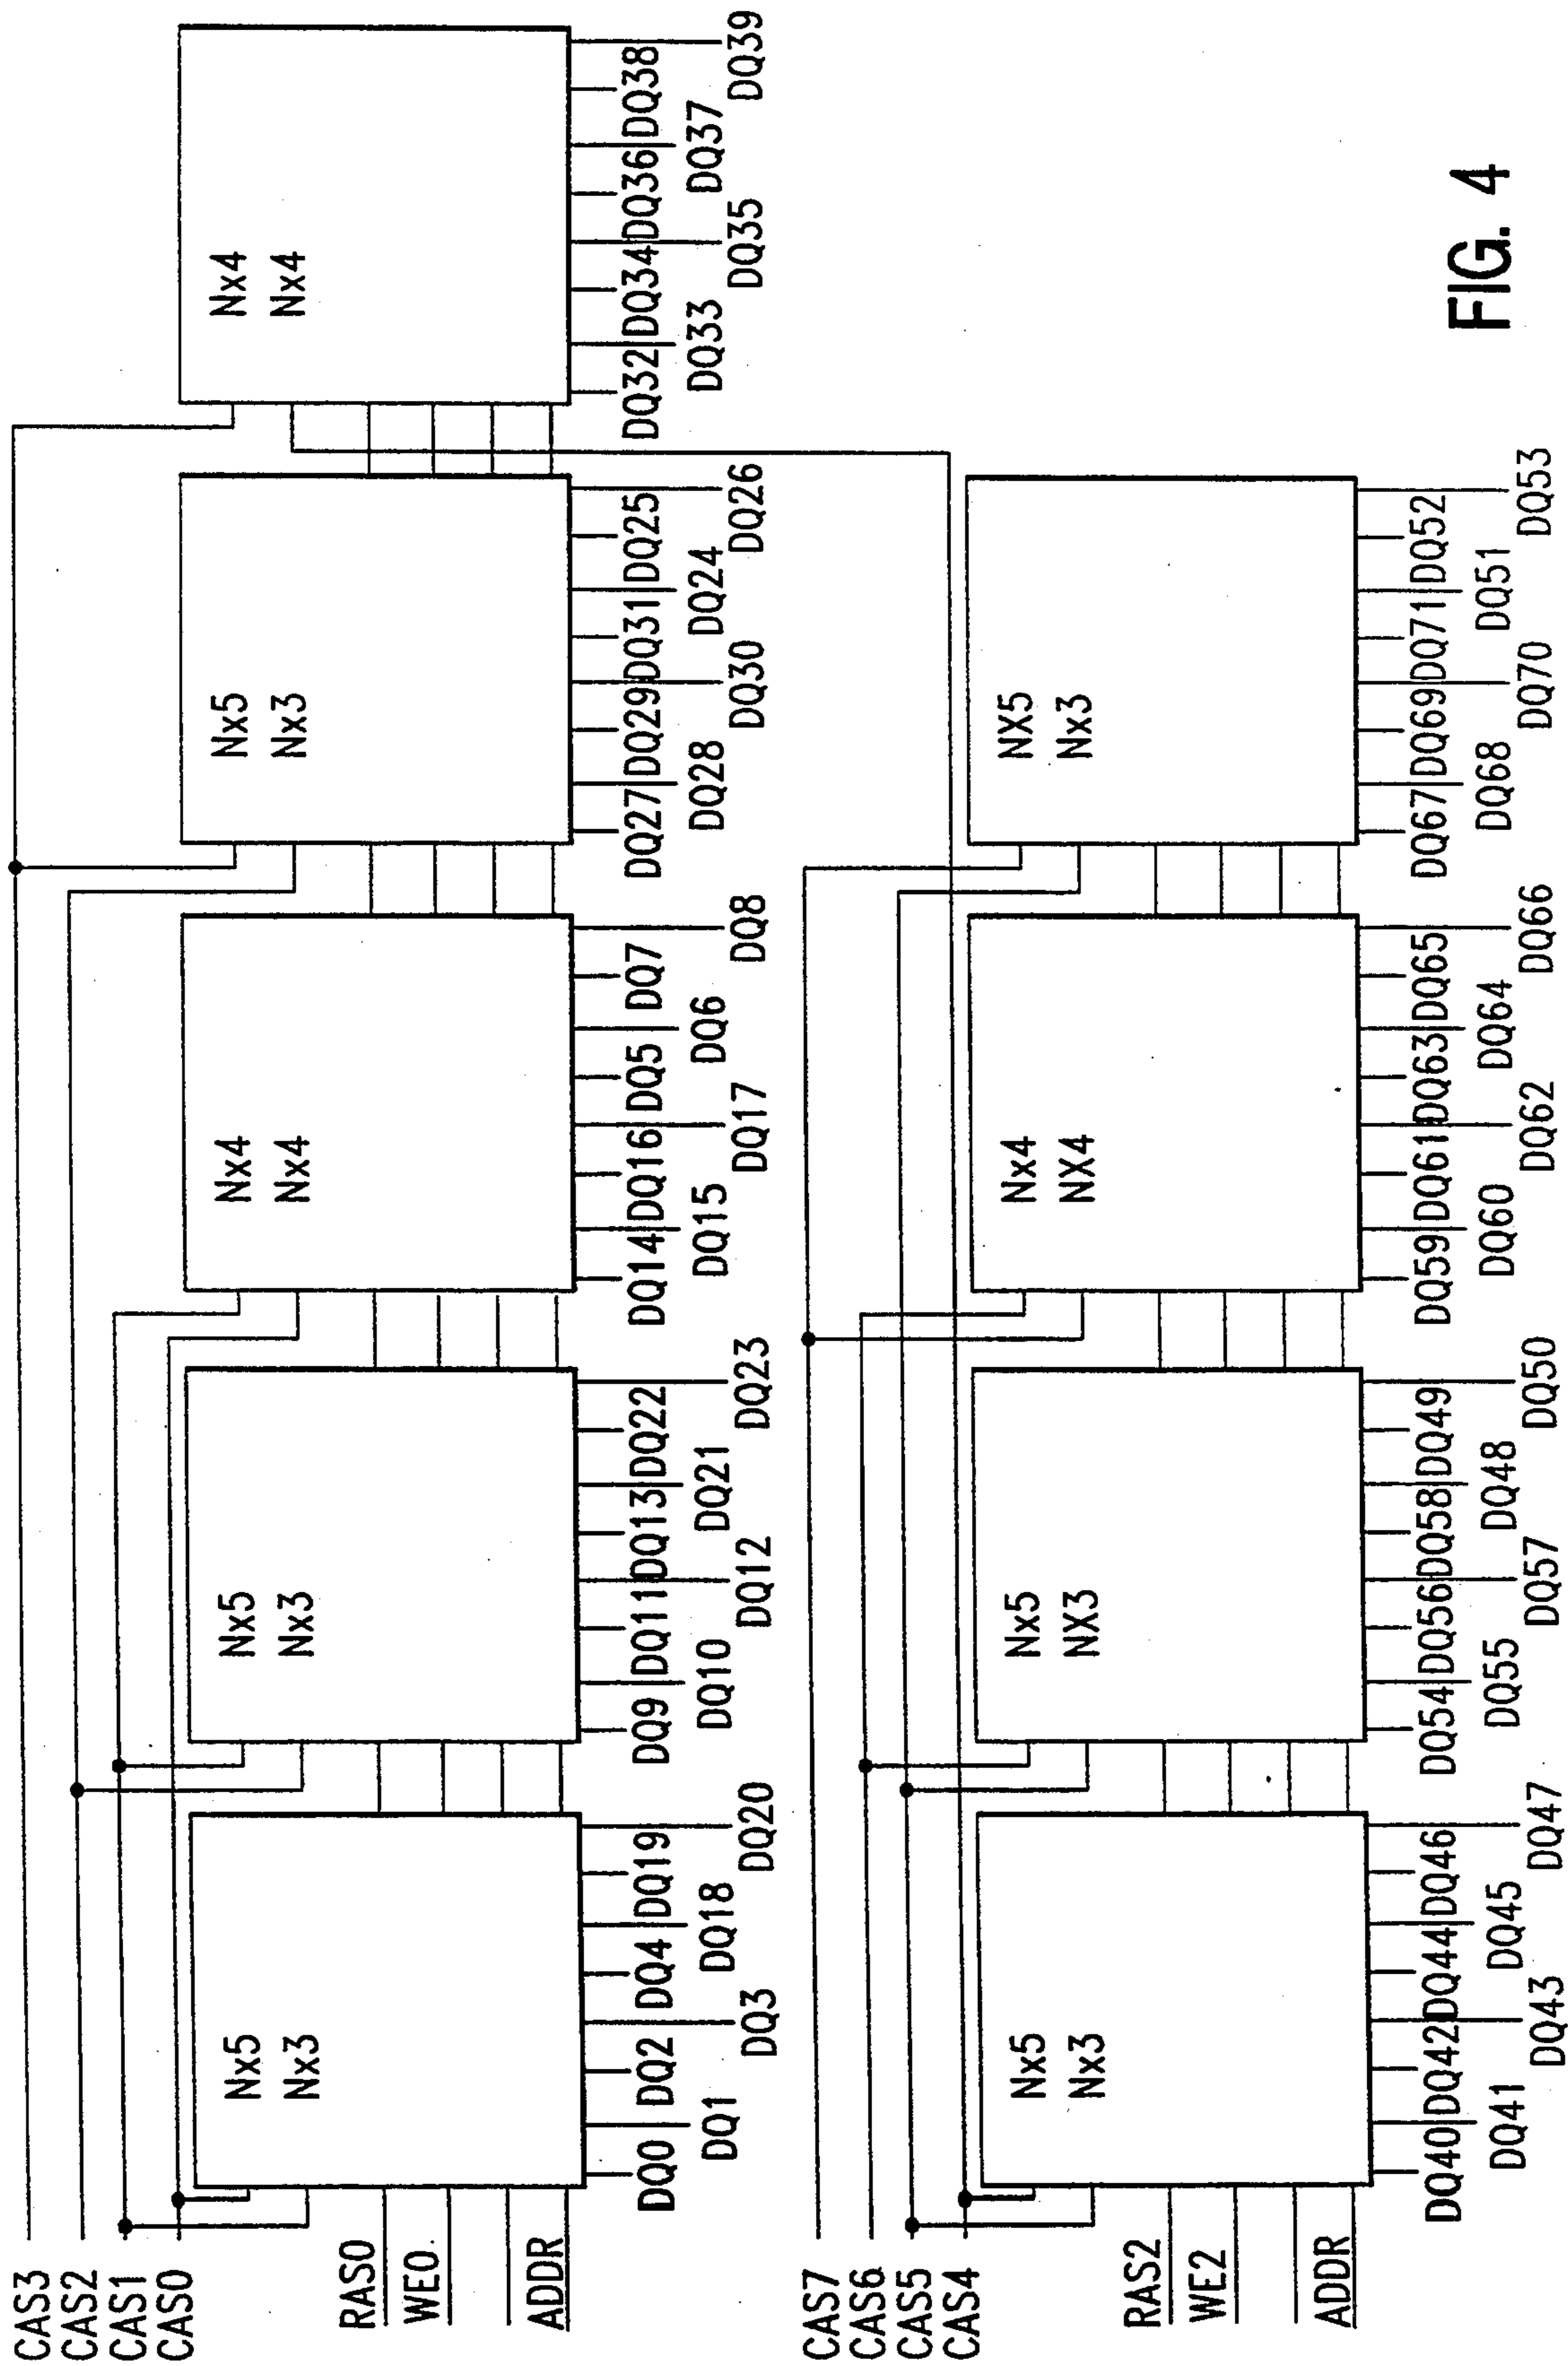 CAS3
CAS2
CAS1
CAS0
RAS0
WE0.
ADDR
Nx5
Nx3
DQ0 DQ2 DQ4 DQ19
DQ1 DQ18
DQ3 DQ20
Nx5
Nx3
DQ9 DQ11 DQ13 DQ22
DQ10 DQ21
DQ12 DQ23
Nx4
Nx4
DQ14 DQ16 DQ5 DQ7
DQ15 DQ6
DQ17 DQ8
Nx5
Nx3
DQ27 DQ29 DQ31 DQ25
DQ28 DQ24
DQ30 DQ26
Nx4
Nx4
DQ32 DQ34 DQ36 DQ38
DQ33 DQ37
DQ35 DQ39
CAS7
CAS6
CAS5
CAS4
RAS2
WE2
ADDR
Nx5
Nx3
DQ40 DQ42 DQ44 DQ46
DQ41 DQ45
DQ43 DQ47
Nx5
NX3
DQ54 DQ56 DQ58 DQ49
DQ55 DQ48
DQ57 DQ50
Nx4
NX4
DQ59 DQ61 DQ63 DQ65
DQ60 DQ64
DQ62 DQ66
NX5
Nx3
DQ67 DQ69 DQ71 DQ52
DQ68 DQ51
DQ70 DQ53
FIG. 4